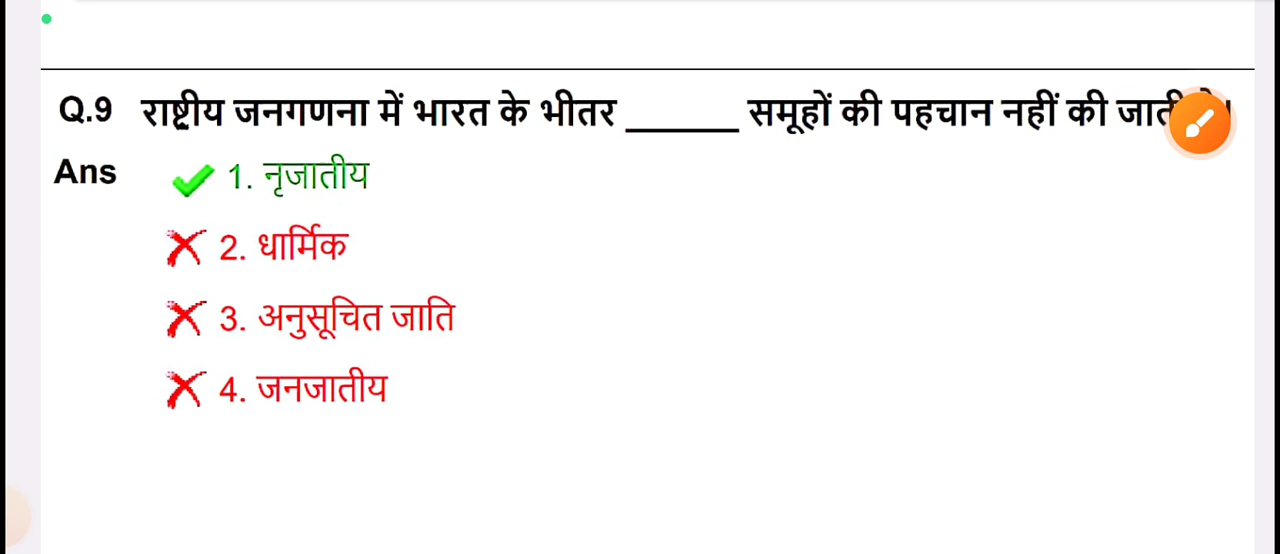 Q.9 राष्ट्रीय जनगणना में भारत के भीतर ______ समूहों की पहचान नहीं की
Ans 1. नृजातीय
2. धार्मिक
3. अनुसूचित जाति
4. जनजातीय